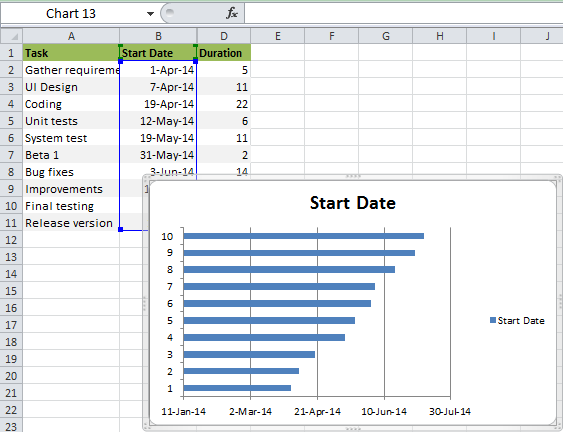 Chart 13 fx
A B D E F G H I J
1 Task Start Date Duration
2 Gather requireme 1-Apr-14 5
3 UI Design 7-Apr-14 11
4 Coding 19-Apr-14 22
5 Unit tests 12-May-14 6
6 System test 19-May-14 11
7 Beta 1 31-May-14 2
8 Bug fixes 3-Jun-14 14
9 Improvements 1
10 Final testing
11 Release version
12
13
14
15
16
17
18
19
20
21
22
23
Start Date
10
9
8
7
6
5
4
3
2
1
Start Date
11-Jan-14 2-Mar-14 21-Apr-14 10-Jun-14 30-Jul-14